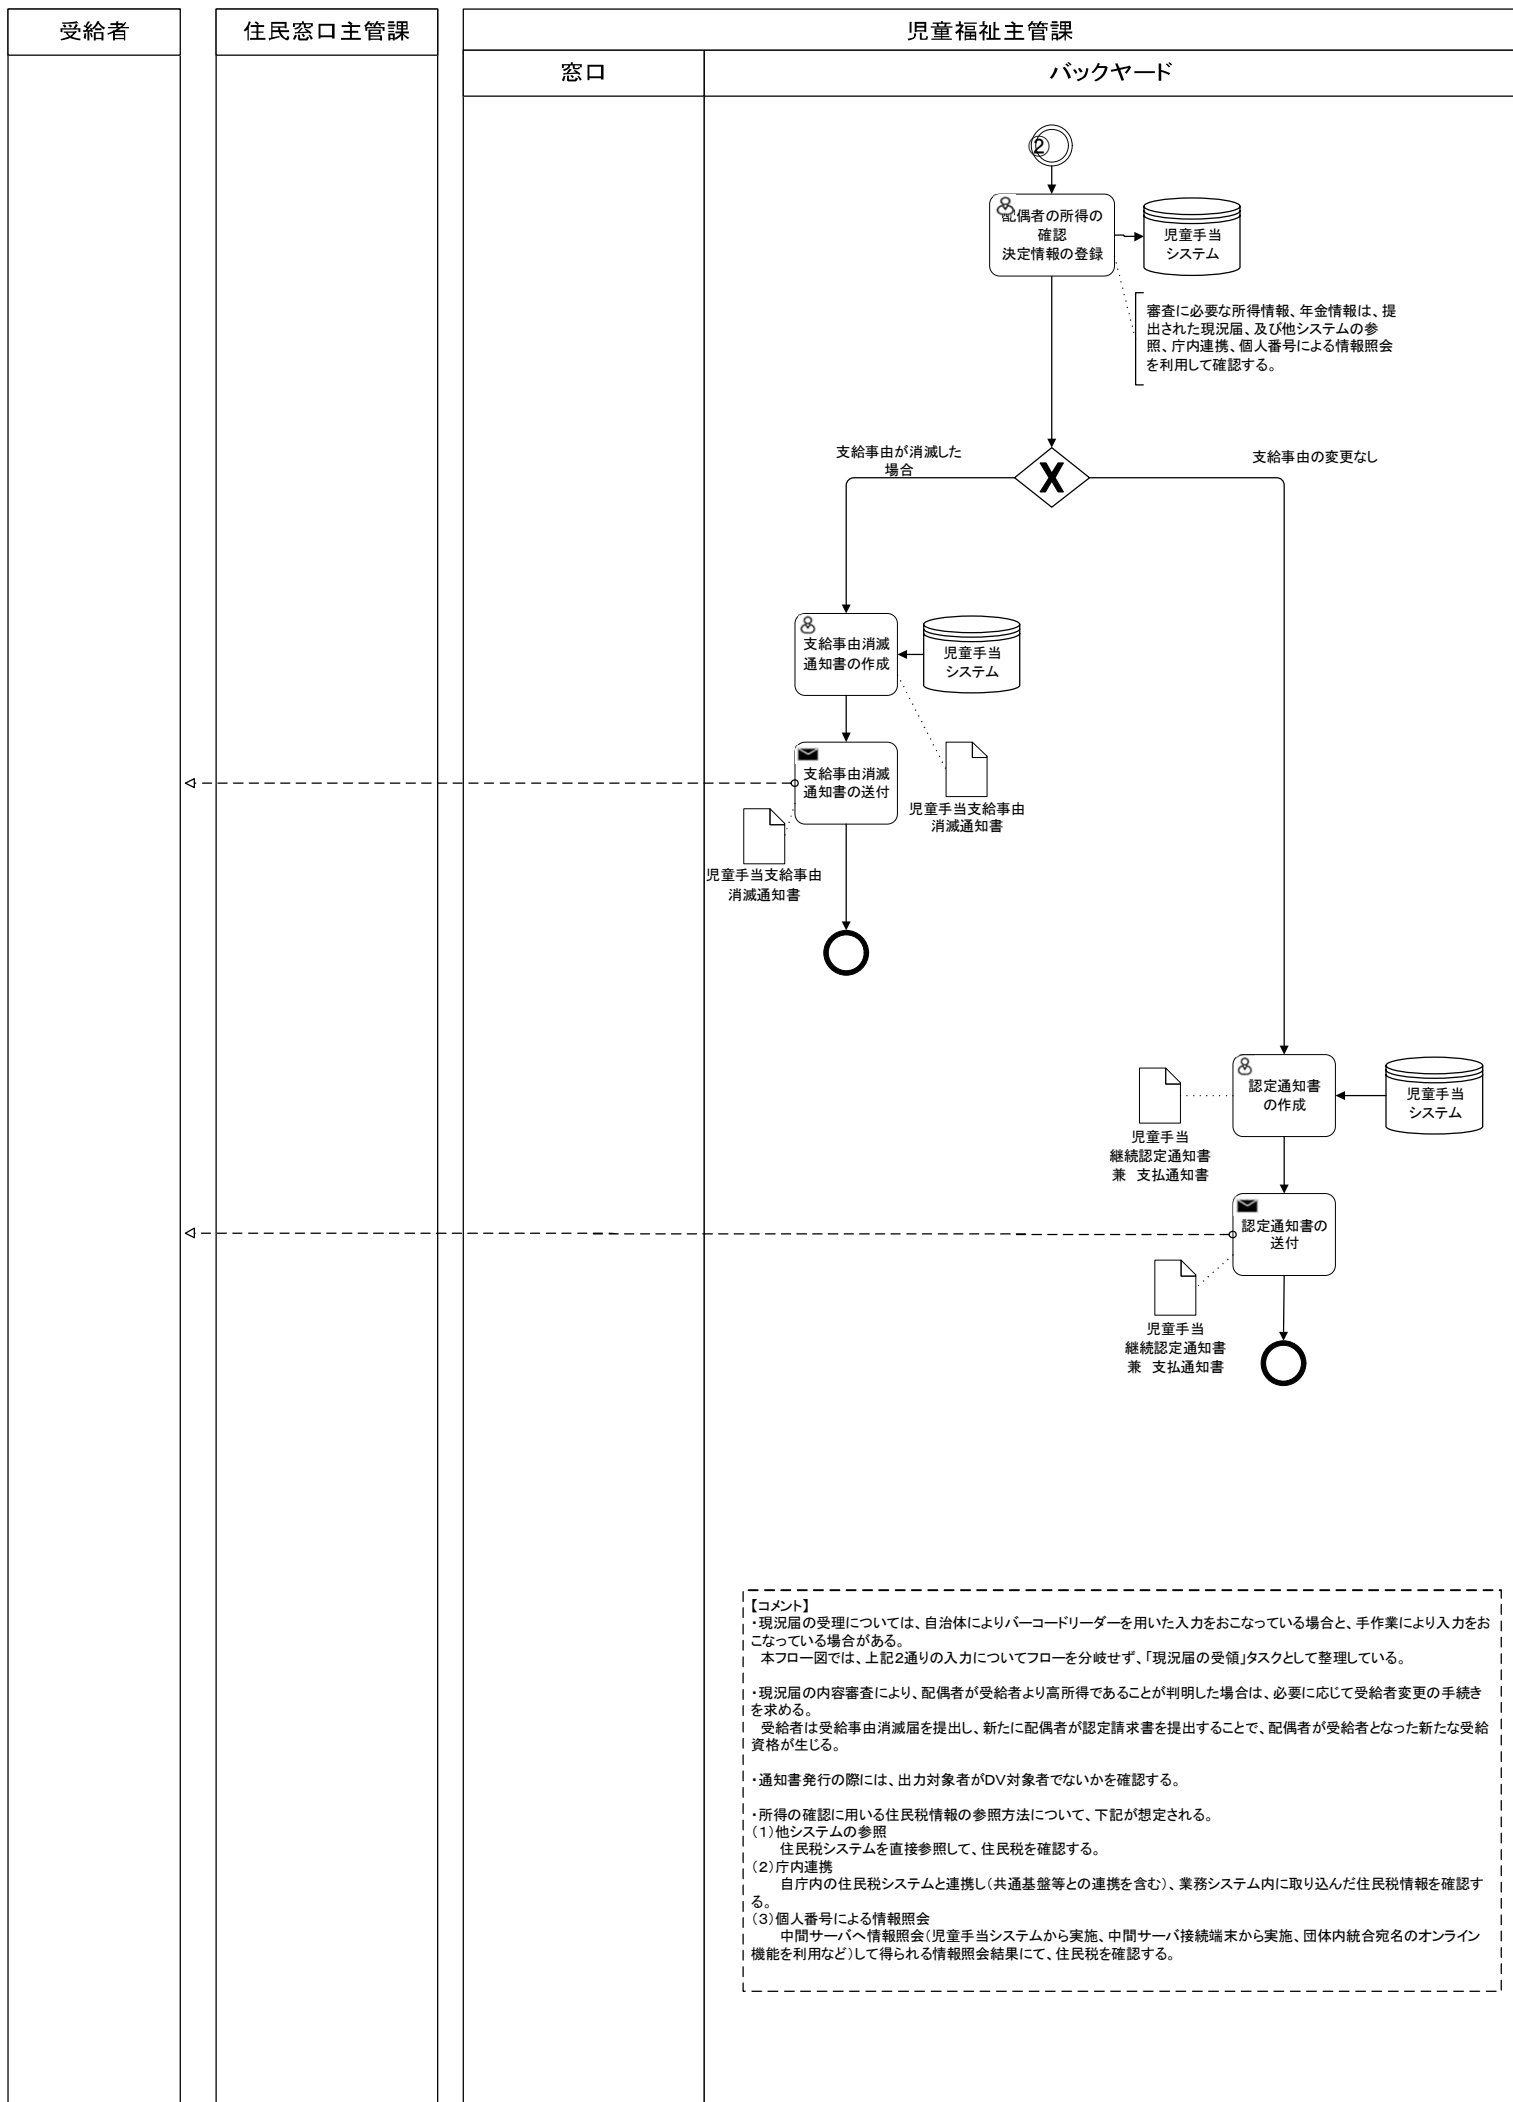 受給者
住民窓口主管課
児童福祉主管課
窓口
バックヤード
2
配偶者の所得の
確認
決定情報の登録
児童手当
システム
審査に必要な所得情報、年金情報は、提
出された現況届、及び他システムの参
照、庁内連携、個人番号による情報照会
を利用して確認する。
支給事由が消滅した
場合
X
支給事由の変更なし
支給事由消滅
通知書の作成
児童手当
システム
支給事由消滅
通知書の送付
児童手当支給事由
消滅通知書
児童手当支給事由
消滅通知書
認定通知書
の作成
児童手当
システム
児童手当
継続認定通知書
兼　支払通知書
認定通知書の
送付
児童手当
継続認定通知書
兼　支払通知書
【コメント】
・現況届の受理については、自治体によりバーコードリーダーを用いた入力をおこなっている場合と、手作業により入力をお
こなっている場合がある。
　本フロー図では、上記2通りの入力についてフローを分岐せず、「現況届の受領」タスクとして整理している。
・現況届の内容審査により、配偶者が受給者より高所得であることが判明した場合は、必要に応じて受給者変更の手続き
を求める。
　受給者は受給事由消滅届を提出し、新たに配偶者が認定請求書を提出することで、配偶者が受給者となった新たな受給
資格が生じる。
・通知書発行の際には、出力対象者がDV対象者でないかを確認する。
・所得の確認に用いる住民税情報の参照方法について、下記が想定される。
（1）他システムの参照
　　住民税システムを直接参照して、住民税を確認する。
（2）庁内連携
　　自庁内の住民税システムと連携し（共通基盤等との連携を含む）、業務システム内に取り込んだ住民税情報を確認す
る。
（3）個人番号による情報照会
　　中間サーバへ情報照会（児童手当システムから実施、中間サーバ接続端末から実施、団体内統合宛名のオンライン
機能を利用など）して得られる情報照会結果にて、住民税を確認する。